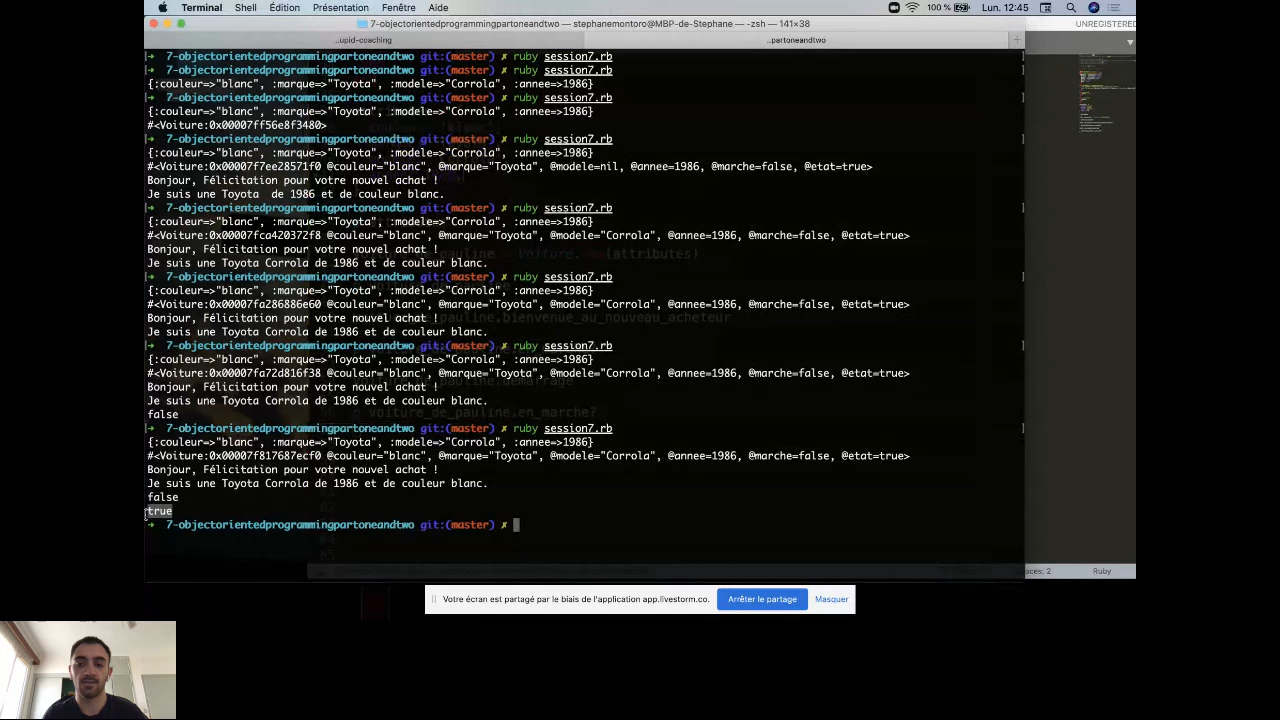 Terminal Shell Édition Présentation Fenêtre Aide 100 % Lun. 12:45
7-objectorientedprogrammingpartoneandtwo — stephanemontoro@MBP-de-Stephane — -zsh — 141×38
UNREGISTERED
..upid-coaching
..partoneandtwo
+
➜ 7-objectorientedprogrammingpartoneandtwo git:(master) ✗ ruby session7.rb
➜ 7-objectorientedprogrammingpartoneandtwo git:(master) ✗ ruby session7.rb
{:couleur=>"blanc", :marque=>"Toyota", :modele=>"Corrola", :annee=>1986}
➜ 7-objectorientedprogrammingpartoneandtwo git:(master) ✗ ruby session7.rb
{:couleur=>"blanc", :marque=>"Toyota", :modele=>"Corrola", :annee=>1986}
#<Voiture:0x00007ff56e8f3480>
➜ 7-objectorientedprogrammingpartoneandtwo git:(master) ✗ ruby session7.rb
{:couleur=>"blanc", :marque=>"Toyota", :modele=>"Corrola", :annee=>1986}
#<Voiture:0x00007f7ee28571f0 @couleur="blanc", @marque="Toyota", @modele=nil, @annee=1986, @marche=false, @etat=true>
Bonjour, Félicitation pour votre nouvel achat !
Je suis une Toyota  de 1986 et de couleur blanc.
➜ 7-objectorientedprogrammingpartoneandtwo git:(master) ✗ ruby session7.rb
{:couleur=>"blanc", :marque=>"Toyota", :modele=>"Corrola", :annee=>1986}
#<Voiture:0x00007fca420372f8 @couleur="blanc", @marque="Toyota", @modele="Corrola", @annee=1986, @marche=false, @etat=true>
Bonjour, Félicitation pour votre nouvel achat !
Je suis une Toyota Corrola de 1986 et de couleur blanc.
➜ 7-objectorientedprogrammingpartoneandtwo git:(master) ✗ ruby session7.rb
{:couleur=>"blanc", :marque=>"Toyota", :modele=>"Corrola", :annee=>1986}
#<Voiture:0x00007fa286886e60 @couleur="blanc", @marque="Toyota", @modele="Corrola", @annee=1986, @marche=false, @etat=true>
Bonjour, Félicitation pour votre nouvel achat !
Je suis une Toyota Corrola de 1986 et de couleur blanc.
➜ 7-objectorientedprogrammingpartoneandtwo git:(master) ✗ ruby session7.rb
{:couleur=>"blanc", :marque=>"Toyota", :modele=>"Corrola", :annee=>1986}
#<Voiture:0x00007fa72d816f38 @couleur="blanc", @marque="Toyota", @modele="Corrola", @annee=1986, @marche=false, @etat=true>
Bonjour, Félicitation pour votre nouvel achat !
Je suis une Toyota Corrola de 1986 et de couleur blanc.
false
➜ 7-objectorientedprogrammingpartoneandtwo git:(master) ✗ ruby session7.rb
{:couleur=>"blanc", :marque=>"Toyota", :modele=>"Corrola", :annee=>1986}
#<Voiture:0x00007f817687ecf0 @couleur="blanc", @marque="Toyota", @modele="Corrola", @annee=1986, @marche=false, @etat=true>
Bonjour, Félicitation pour votre nouvel achat !
Je suis une Toyota Corrola de 1986 et de couleur blanc.
false
true
➜ 7-objectorientedprogrammingpartoneandtwo git:(master) ✗
aces: 2 Ruby
Votre écran est partagé par le biais de l'application app.livestorm.co. Arrêter le partage Masquer